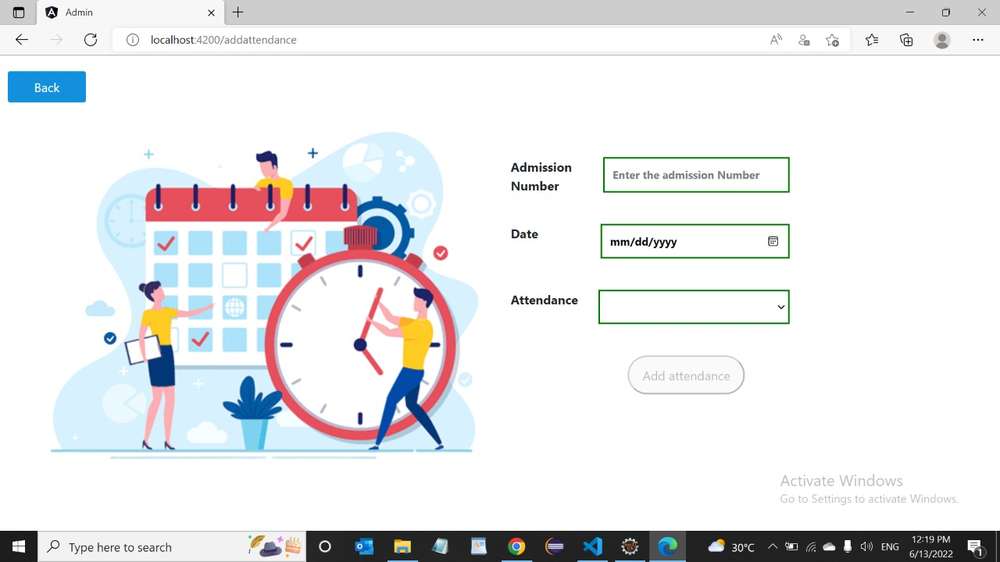 Admin
localhost:4200/addattendance
Back
Admission
Number
Enter the admission Number
Date
mm/dd/yyyy
Attendance
Add attendance
Activate Windows
Go to Settings to activate Windows.
Type here to search
30°C
ENG
12:19 PM
6/13/2022
1